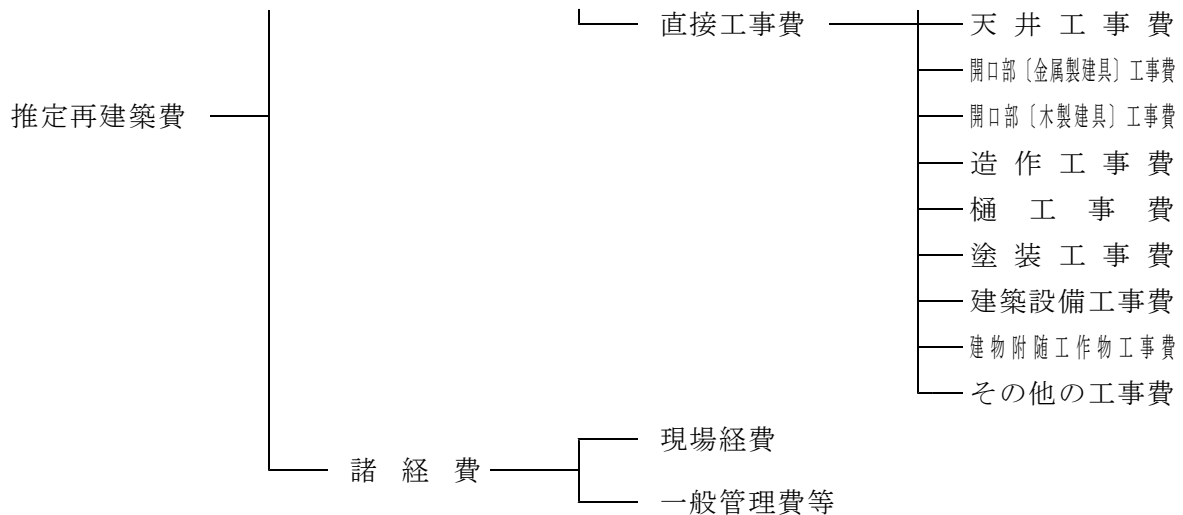 直接工事費
天井工事費
開口部〔金属製建具〕工事費
推定再建築費
開口部〔木製建具〕工事費
造作工事費
樋工事費
塗装工事費
建築設備工事費
建物附随工作物工事費
その他の工事費
現場経費
諸経費
一般管理費等